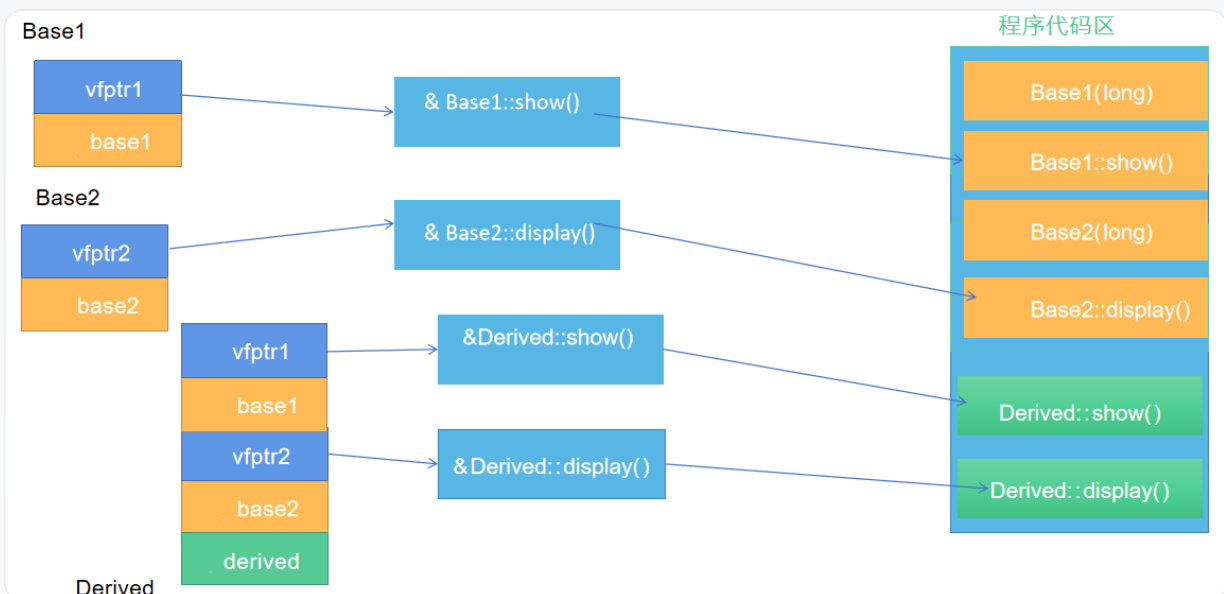 Base1
vfptr1
base1
& Base1::show()
Base2
vfptr2
base2
& Base2::display()
vfptr1
base1
vfptr2
base2
derived
Derived
&Derived::show()
&Derived::display()
程序代码区
Base1(long)
Base1::show()
Base2(long)
Base2::display()
Derived::show()
Derived::display()